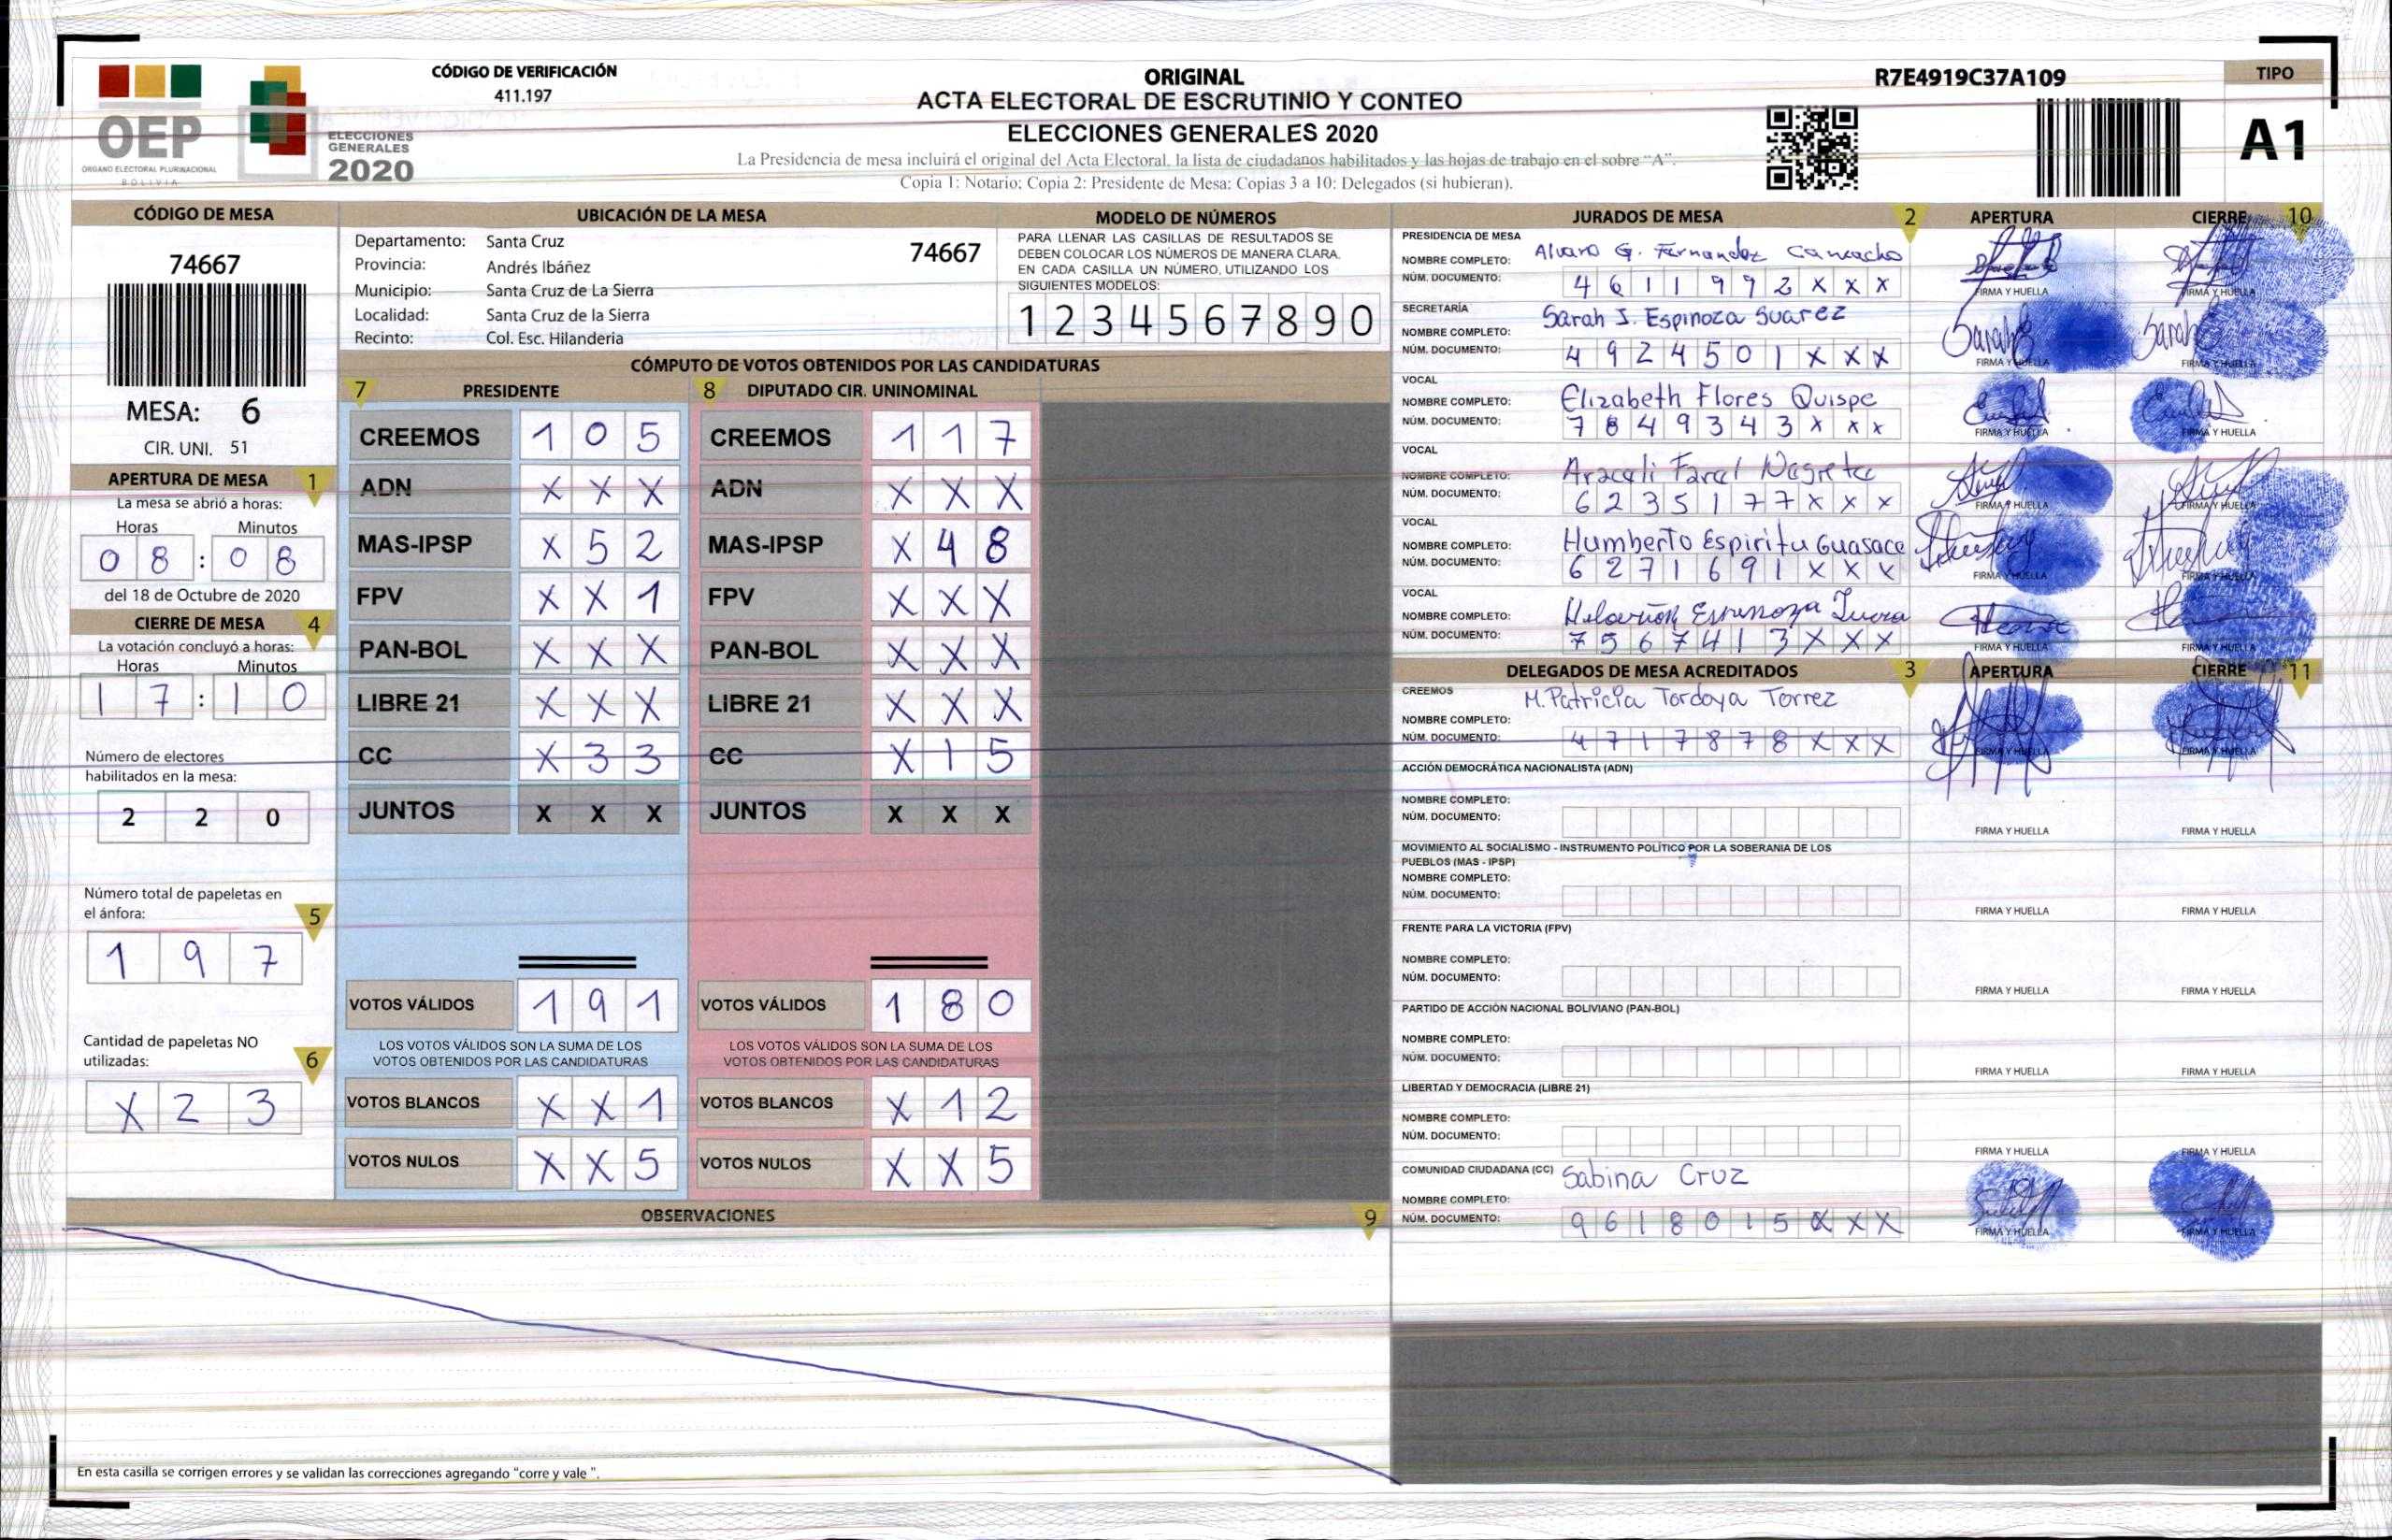 OEP
ÓRGANO ELECTORAL PLURINACIONAL
BOLIVIA
ELECCIONES
GENERALES
2020
CÓDIGO DE VERIFICACIÓN
411.197
ORIGINAL
ACTA ELECTORAL DE ESCRUTINIO Y CONTEO
ELECCIONES GENERALES 2020
La Presidencia de mesa incluirá el original del Acta Electoral, la lista de ciudadanos habilitados y las hojas de trabajo en el sobre "A".
Copia 1: Notario; Copia 2: Presidente de Mesa; Copias 3 a 10: Delegados (si hubieran).
R7E4919C37A109
TIPO
A1
CÓDIGO DE MESA
74667
MESA: 6
CIR. UNI. 51
APERTURA DE MESA 1
La mesa se abrió a horas:
Horas Minutos
0 8 : 0 8
del 18 de Octubre de 2020
CIERRE DE MESA 4
La votación concluyó a horas:
Horas Minutos
1 7 : 1 0
Número de electores
habilitados en la mesa:
2 2 0
Número total de papeletas en
el ánfora: 5
1 9 7
Cantidad de papeletas NO
utilizadas: 6
X 2 3
UBICACIÓN DE LA MESA
Departamento: Santa Cruz 74667
Provincia: Andrés Ibáñez
Municipio: Santa Cruz de La Sierra
Localidad: Santa Cruz de la Sierra
Recinto: Col. Esc. Hilanderia
MODELO DE NÚMEROS
PARA LLENAR LAS CASILLAS DE RESULTADOS SE
DEBEN COLOCAR LOS NÚMEROS DE MANERA CLARA.
EN CADA CASILLA UN NÚMERO, UTILIZANDO LOS
SIGUIENTES MODELOS:
1 2 3 4 5 6 7 8 9 0
CÓMPUTO DE VOTOS OBTENIDOS POR LAS CANDIDATURAS
7 PRESIDENTE 8 DIPUTADO CIR. UNINOMINAL
CREEMOS 1 0 5 CREEMOS 1 1 7
ADN X X X ADN X X X
MAS-IPSP X 5 2 MAS-IPSP X 4 8
FPV X X 1 FPV X X X
PAN-BOL X X X PAN-BOL X X X
LIBRE 21 X X X LIBRE 21 X X X
CC X 3 3 CC X 1 5
JUNTOS X X X JUNTOS X X X
VOTOS VÁLIDOS 1 9 1 VOTOS VÁLIDOS 1 8 0
LOS VOTOS VÁLIDOS SON LA SUMA DE LOS LOS VOTOS VÁLIDOS SON LA SUMA DE LOS
VOTOS OBTENIDOS POR LAS CANDIDATURAS VOTOS OBTENIDOS POR LAS CANDIDATURAS
VOTOS BLANCOS X X 1 VOTOS BLANCOS X 1 2
VOTOS NULOS X X 5 VOTOS NULOS X X 5
OBSERVACIONES 9
En esta casilla se corrigen errores y se validan las correcciones agregando "corre y vale ".
JURADOS DE MESA 2 APERTURA CIERRE 10
PRESIDENCIA DE MESA
NOMBRE COMPLETO: Alvaro G. Fernandez Camacho
NÚM. DOCUMENTO: 4 6 1 1 9 9 2 X X X FIRMA Y HUELLA FIRMA Y HUELLA
SECRETARÍA
NOMBRE COMPLETO: Sarah J. Espinoza Suarez
NÚM. DOCUMENTO: 4 9 2 4 5 0 1 X X X FIRMA Y HUELLA FIRMA Y HUELLA
VOCAL
NOMBRE COMPLETO: Elizabeth Flores Quispe
NÚM. DOCUMENTO: 7 8 4 9 3 4 3 X X X FIRMA Y HUELLA FIRMA Y HUELLA
VOCAL
NOMBRE COMPLETO: Araceli Farel Negrete
NÚM. DOCUMENTO: 6 2 3 5 1 7 7 X X X FIRMA Y HUELLA FIRMA Y HUELLA
VOCAL
NOMBRE COMPLETO: Humberto Espiritu Guasace
NÚM. DOCUMENTO: 6 2 7 1 6 9 1 X X X FIRMA Y HUELLA FIRMA Y HUELLA
VOCAL
NOMBRE COMPLETO: Espinoza
NÚM. DOCUMENTO: 7 5 6 7 4 1 3 X X X FIRMA Y HUELLA FIRMA Y HUELLA
DELEGADOS DE MESA ACREDITADOS 3 APERTURA CIERRE 11
CREEMOS
NOMBRE COMPLETO: M. Patricia Tordoya Torrez
NÚM. DOCUMENTO: 4 7 1 7 8 7 8 X X X FIRMA Y HUELLA FIRMA Y HUELLA
ACCIÓN DEMOCRÁTICA NACIONALISTA (ADN)
NOMBRE COMPLETO:
NÚM. DOCUMENTO: FIRMA Y HUELLA FIRMA Y HUELLA
MOVIMIENTO AL SOCIALISMO - INSTRUMENTO POLÍTICO POR LA SOBERANIA DE LOS
PUEBLOS (MAS - IPSP)
NOMBRE COMPLETO:
NÚM. DOCUMENTO: FIRMA Y HUELLA FIRMA Y HUELLA
FRENTE PARA LA VICTORIA (FPV)
NOMBRE COMPLETO:
NÚM. DOCUMENTO: FIRMA Y HUELLA FIRMA Y HUELLA
PARTIDO DE ACCIÓN NACIONAL BOLIVIANO (PAN-BOL)
NOMBRE COMPLETO:
NÚM. DOCUMENTO: FIRMA Y HUELLA FIRMA Y HUELLA
LIBERTAD Y DEMOCRACIA (LIBRE 21)
NOMBRE COMPLETO:
NÚM. DOCUMENTO: FIRMA Y HUELLA FIRMA Y HUELLA
COMUNIDAD CIUDADANA (CC)
NOMBRE COMPLETO: Sabina Cruz
NÚM. DOCUMENTO: 9 6 1 8 0 1 5 X X X FIRMA Y HUELLA FIRMA Y HUELLA